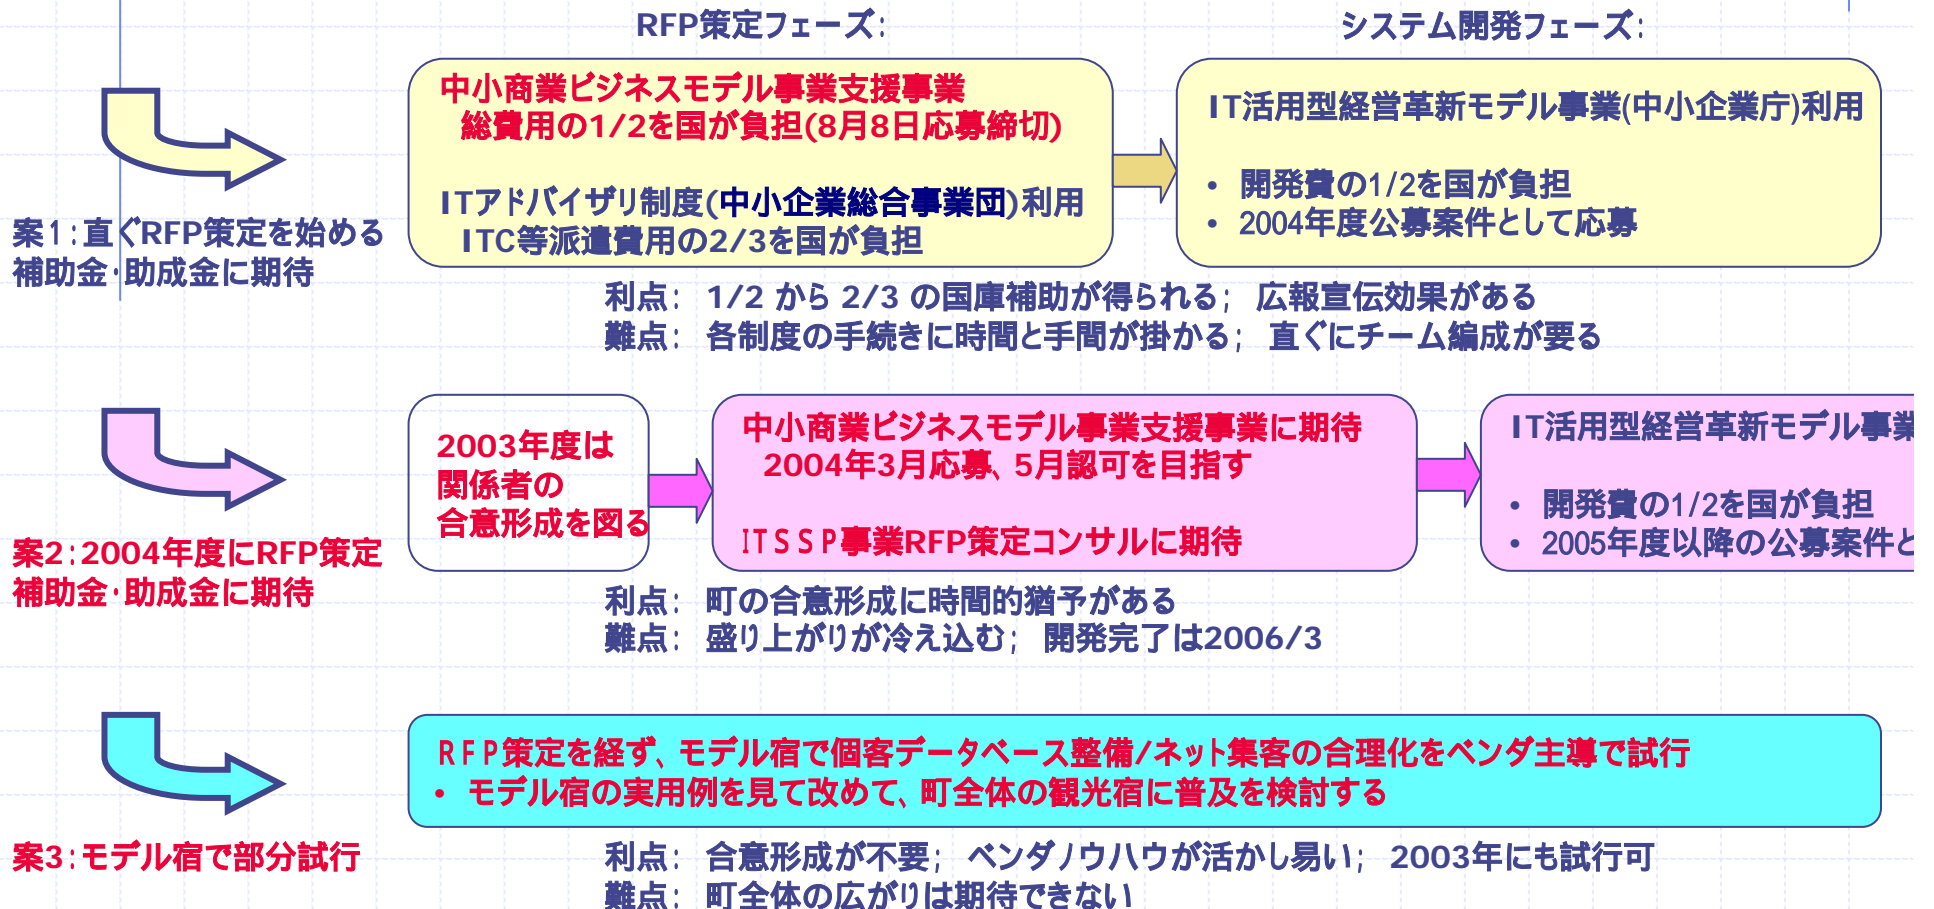 RFP策定フェーズ:
システム開発フェーズ:
中小商業ビジネスモデル事業支援事業
総費用の1/2を国が負担(8月8日応募締切)
ITアドバイザリ制度(中小企業総合事業団)利用
ITC等派遣費用の2/3を国が負担
IT活用型経営革新モデル事業(中小企業庁)利用
• 開発費の1/2を国が負担
• 2004年度公募案件として応募
案1:直ぐRFP策定を始める
補助金・助成金に期待
利点: 1/2 から 2/3 の国庫補助が得られる; 広報宣伝効果がある
難点: 各制度の手続きに時間と手間が掛かる; 直ぐにチーム編成が要る
2003年度は
関係者の
合意形成を図る
中小商業ビジネスモデル事業支援事業に期待
2004年3月応募、5月認可を目指す
ITSSP事業RFP策定コンサルに期待
IT活用型経営革新モデル事業
• 開発費の1/2を国が負担
• 2005年度以降の公募案件と
案2:2004年度にRFP策定
補助金・助成金に期待
利点: 町の合意形成に時間的猶予がある
難点: 盛り上がりが冷え込む; 開発完了は2006/3
RFP策定を経ず、モデル宿で個客データベース整備/ネット集客の合理化をベンダ主導で試行
• モデル宿の実用例を見て改めて、町全体の観光宿に普及を検討する
案3:モデル宿で部分試行
利点: 合意形成が不要; ベンダノウハウが活かし易い; 2003年にも試行可
難点: 町全体の広がりは期待できない